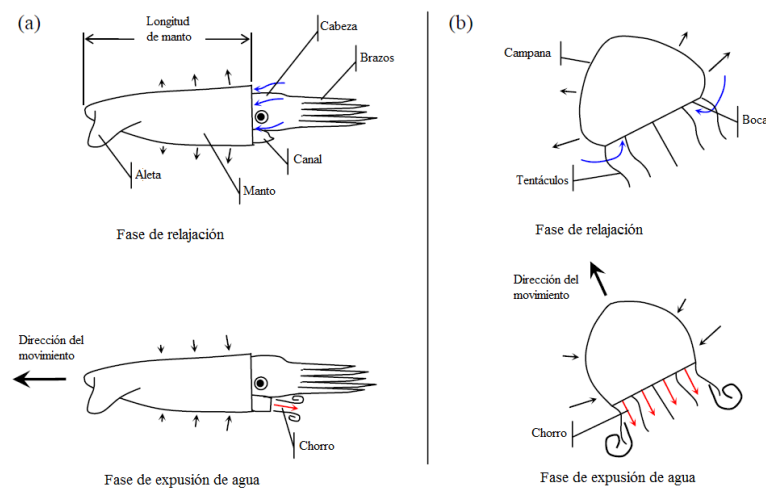 (a)
Longitud
de manto
Cabeza
Brazos
Canal
Manto
Aleta
Fase de relajación
Dirección del
movimiento
Chorro
Fase de expusión de agua
(b)
Campana
Boca
Tentáculos
Fase de relajación
Dirección del
movimiento
Chorro
Fase de expusión de agua